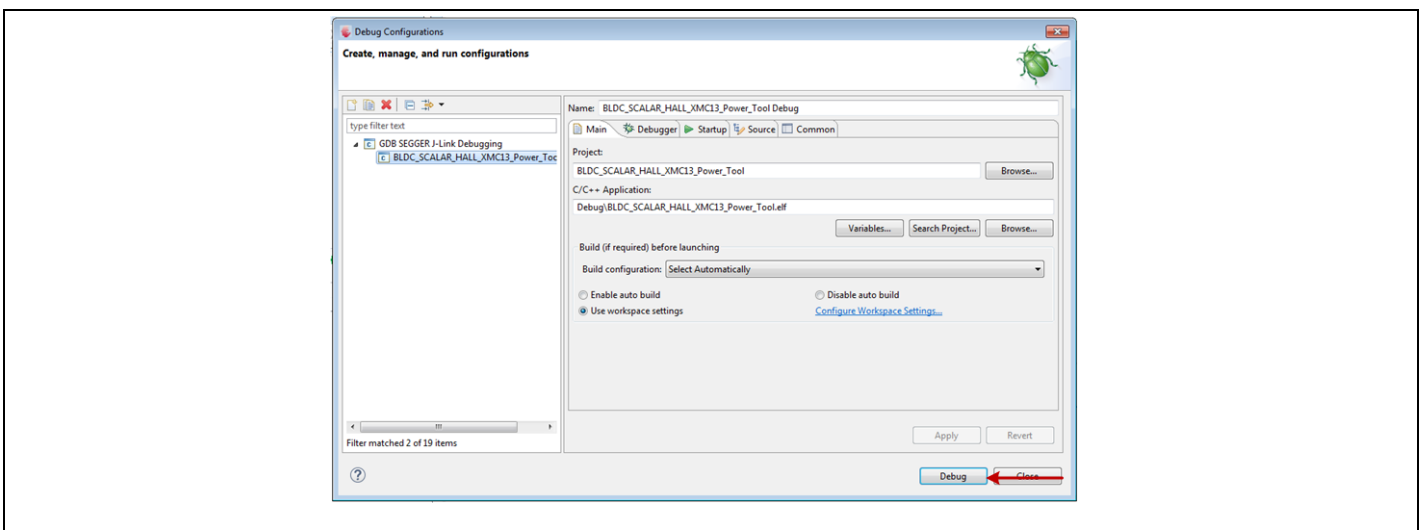 Debug Configurations
Create, manage, and run configurations
type filter text
GDB SEGGER J-Link Debugging
BLDC_SCALAR_HALL_XMC13_Power_Toc
Filter matched 2 of 19 items
Name: BLDC_SCALAR_HALL_XMC13_Power_Tool Debug
Main Debugger Startup Source Common
Project:
BLDC_SCALAR_HALL_XMC13_Power_Tool Browse...
C/C++ Application:
Debug\BLDC_SCALAR_HALL_XMC13_Power_Tool.elf
Variables... Search Project... Browse...
Build (if required) before launching
Build configuration: Select Automatically
Enable auto build Disable auto build
Use workspace settings Configure Workspace Settings...
Apply Revert
Debug Close